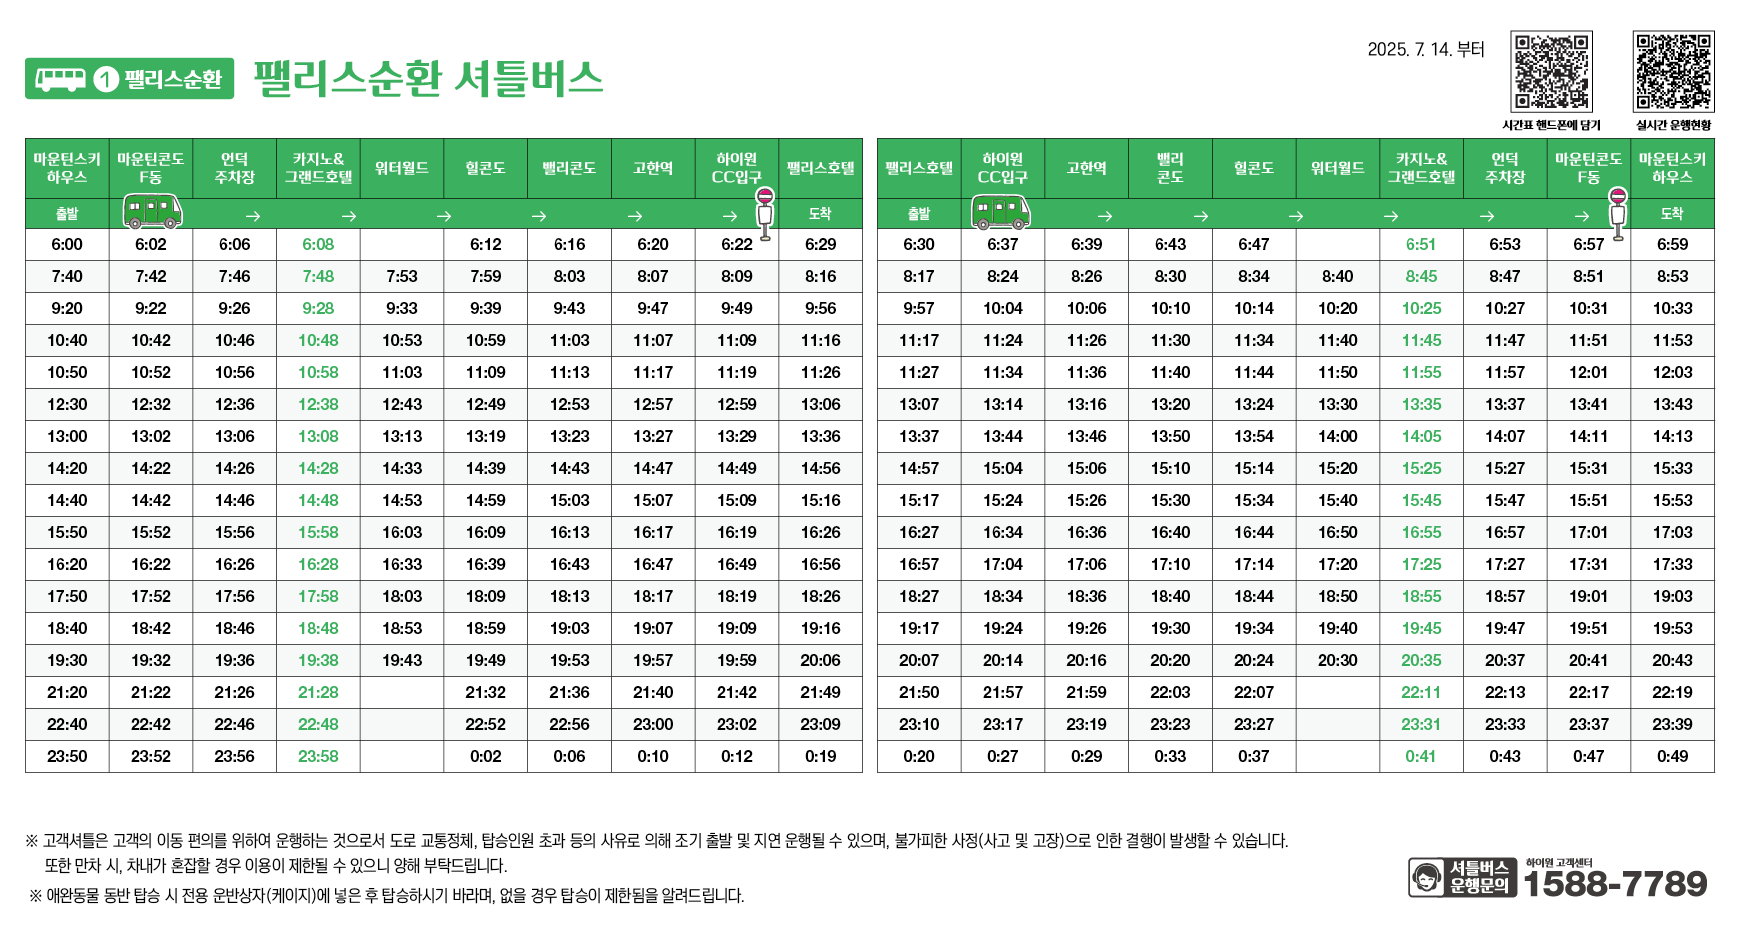 2025. 7. 14. 부터
1 팰리스순환 팰리스순환 셔틀버스
시간표 핸드폰에 담기 실시간 운행현황
마운틴스키하우스 마운틴콘도F동 언덕주차장 카지노&그랜드호텔 워터월드 힐콘도 밸리콘도 고한역 하이원CC입구 팰리스호텔
출발 → → → → → → 도착
6:00 6:02 6:06 6:08 6:12 6:16 6:20 6:22 6:29
7:40 7:42 7:46 7:48 7:53 7:59 8:03 8:07 8:09 8:16
9:20 9:22 9:26 9:28 9:33 9:39 9:43 9:47 9:49 9:56
10:40 10:42 10:46 10:48 10:53 10:59 11:03 11:07 11:09 11:16
10:50 10:52 10:56 10:58 11:03 11:09 11:13 11:17 11:19 11:26
12:30 12:32 12:36 12:38 12:43 12:49 12:53 12:57 12:59 13:06
13:00 13:02 13:06 13:08 13:13 13:19 13:23 13:27 13:29 13:36
14:20 14:22 14:26 14:28 14:33 14:39 14:43 14:47 14:49 14:56
14:40 14:42 14:46 14:48 14:53 14:59 15:03 15:07 15:09 15:16
15:50 15:52 15:56 15:58 16:03 16:09 16:13 16:17 16:19 16:26
16:20 16:22 16:26 16:28 16:33 16:39 16:43 16:47 16:49 16:56
17:50 17:52 17:56 17:58 18:03 18:09 18:13 18:17 18:19 18:26
18:40 18:42 18:46 18:48 18:53 18:59 19:03 19:07 19:09 19:16
19:30 19:32 19:36 19:38 19:43 19:49 19:53 19:57 19:59 20:06
21:20 21:22 21:26 21:28 21:32 21:36 21:40 21:42 21:49
22:40 22:42 22:46 22:48 22:52 22:56 23:00 23:02 23:09
23:50 23:52 23:56 23:58 0:02 0:06 0:10 0:12 0:19
팰리스호텔 하이원CC입구 고한역 밸리콘도 힐콘도 워터월드 카지노&그랜드호텔 언덕주차장 마운틴콘도F동 마운틴스키하우스
출발 → → → → → → 도착
6:30 6:37 6:39 6:43 6:47 6:51 6:53 6:57 6:59
8:17 8:24 8:26 8:30 8:34 8:40 8:45 8:47 8:51 8:53
9:57 10:04 10:06 10:10 10:14 10:20 10:25 10:27 10:31 10:33
11:17 11:24 11:26 11:30 11:34 11:40 11:45 11:47 11:51 11:53
11:27 11:34 11:36 11:40 11:44 11:50 11:55 11:57 12:01 12:03
13:07 13:14 13:16 13:20 13:24 13:30 13:35 13:37 13:41 13:43
13:37 13:44 13:46 13:50 13:54 14:00 14:05 14:07 14:11 14:13
14:57 15:04 15:06 15:10 15:14 15:20 15:25 15:27 15:31 15:33
15:17 15:24 15:26 15:30 15:34 15:40 15:45 15:47 15:51 15:53
16:27 16:34 16:36 16:40 16:44 16:50 16:55 16:57 17:01 17:03
16:57 17:04 17:06 17:10 17:14 17:20 17:25 17:27 17:31 17:33
18:27 18:34 18:36 18:40 18:44 18:50 18:55 18:57 19:01 19:03
19:17 19:24 19:26 19:30 19:34 19:40 19:45 19:47 19:51 19:53
20:07 20:14 20:16 20:20 20:24 20:30 20:35 20:37 20:41 20:43
21:50 21:57 21:59 22:03 22:07 22:11 22:13 22:17 22:19
23:10 23:17 23:19 23:23 23:27 23:31 23:33 23:37 23:39
0:20 0:27 0:29 0:33 0:37 0:41 0:43 0:47 0:49
※ 고객셔틀은 고객의 이동 편의를 위하여 운행하는 것으로서 도로 교통정체, 탑승인원 초과 등의 사유로 의해 조기 출발 및 지연 운행될 수 있으며, 불가피한 사정(사고 및 고장)으로 인한 결행이 발생할 수 있습니다.
또한 만차 시, 차내가 혼잡할 경우 이용이 제한될 수 있으니 양해 부탁드립니다.
※ 애완동물 동반 탑승 시 전용 운반상자(케이지)에 넣은 후 탑승하시기 바라며, 없을 경우 탑승이 제한됨을 알려드립니다.
셔틀버스
운행문의
하이원 고객센터
1588-7789